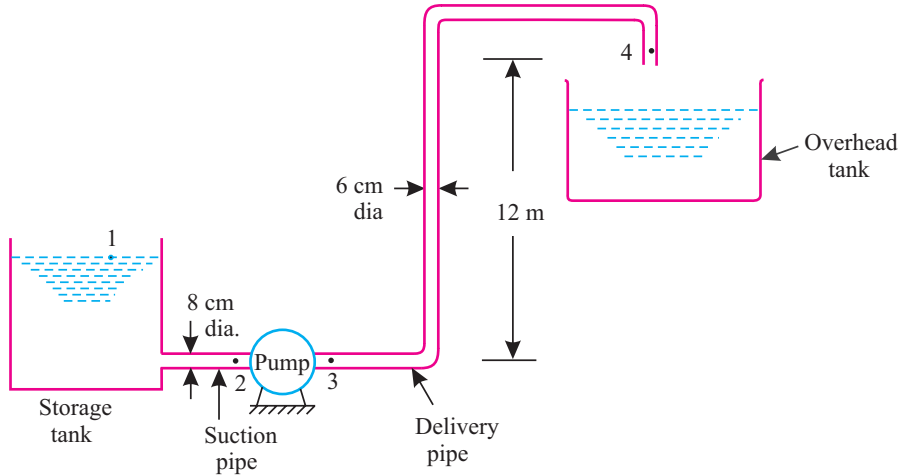 4
Overhead
tank
6 cm
dia
12 m
1
8 cm
dia.
2
Pump
3
Storage
tank
Suction
pipe
Delivery
pipe